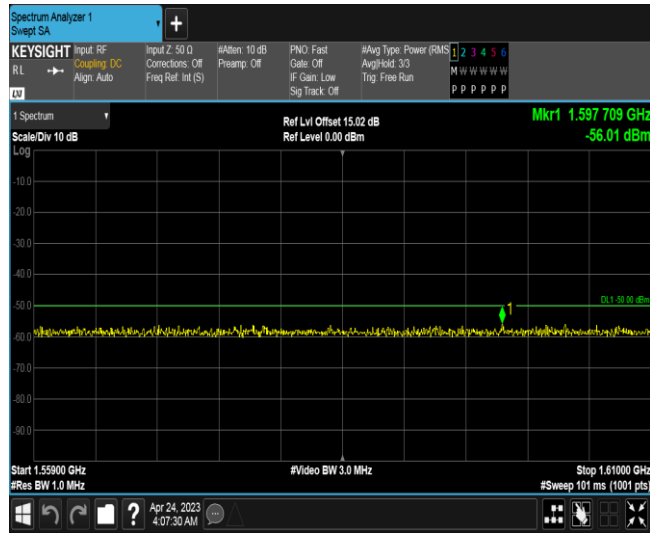 Spectrum Analyzer 1
Swept SA
KEYSIGHT
RL
LXI
Input: RF
Coupling: DC
Align: Auto
Input Z: 50 Ω
Corrections: Off
Freq Ref: Int (S)
#Atten: 10 dB
Preamp: Off
PNO: Fast
Gate: Off
IF Gain: Low
Sig Track: Off
#Avg Type: Power (RMS
Avg|Hold: 3/3
Trig: Free Run
1 2 3 4 5 6
M W W W W W
P P P P P P
1 Spectrum
Scale/Div 10 dB
Log
Ref Lvl Offset 15.02 dB
Ref Level 0.00 dBm
Mkr1 1.597 709 GHz
-56.01 dBm
-10.0
-20.0
-30.0
-40.0
-50.0
-60.0
-70.0
-80.0
-90.0
DL1 -50.00 dBm
1
Start 1.55900 GHz
#Res BW 1.0 MHz
#Video BW 3.0 MHz
Stop 1.61000 GHz
#Sweep 101 ms (1001 pts)
?
Apr 24, 2023
4:07:30 AM